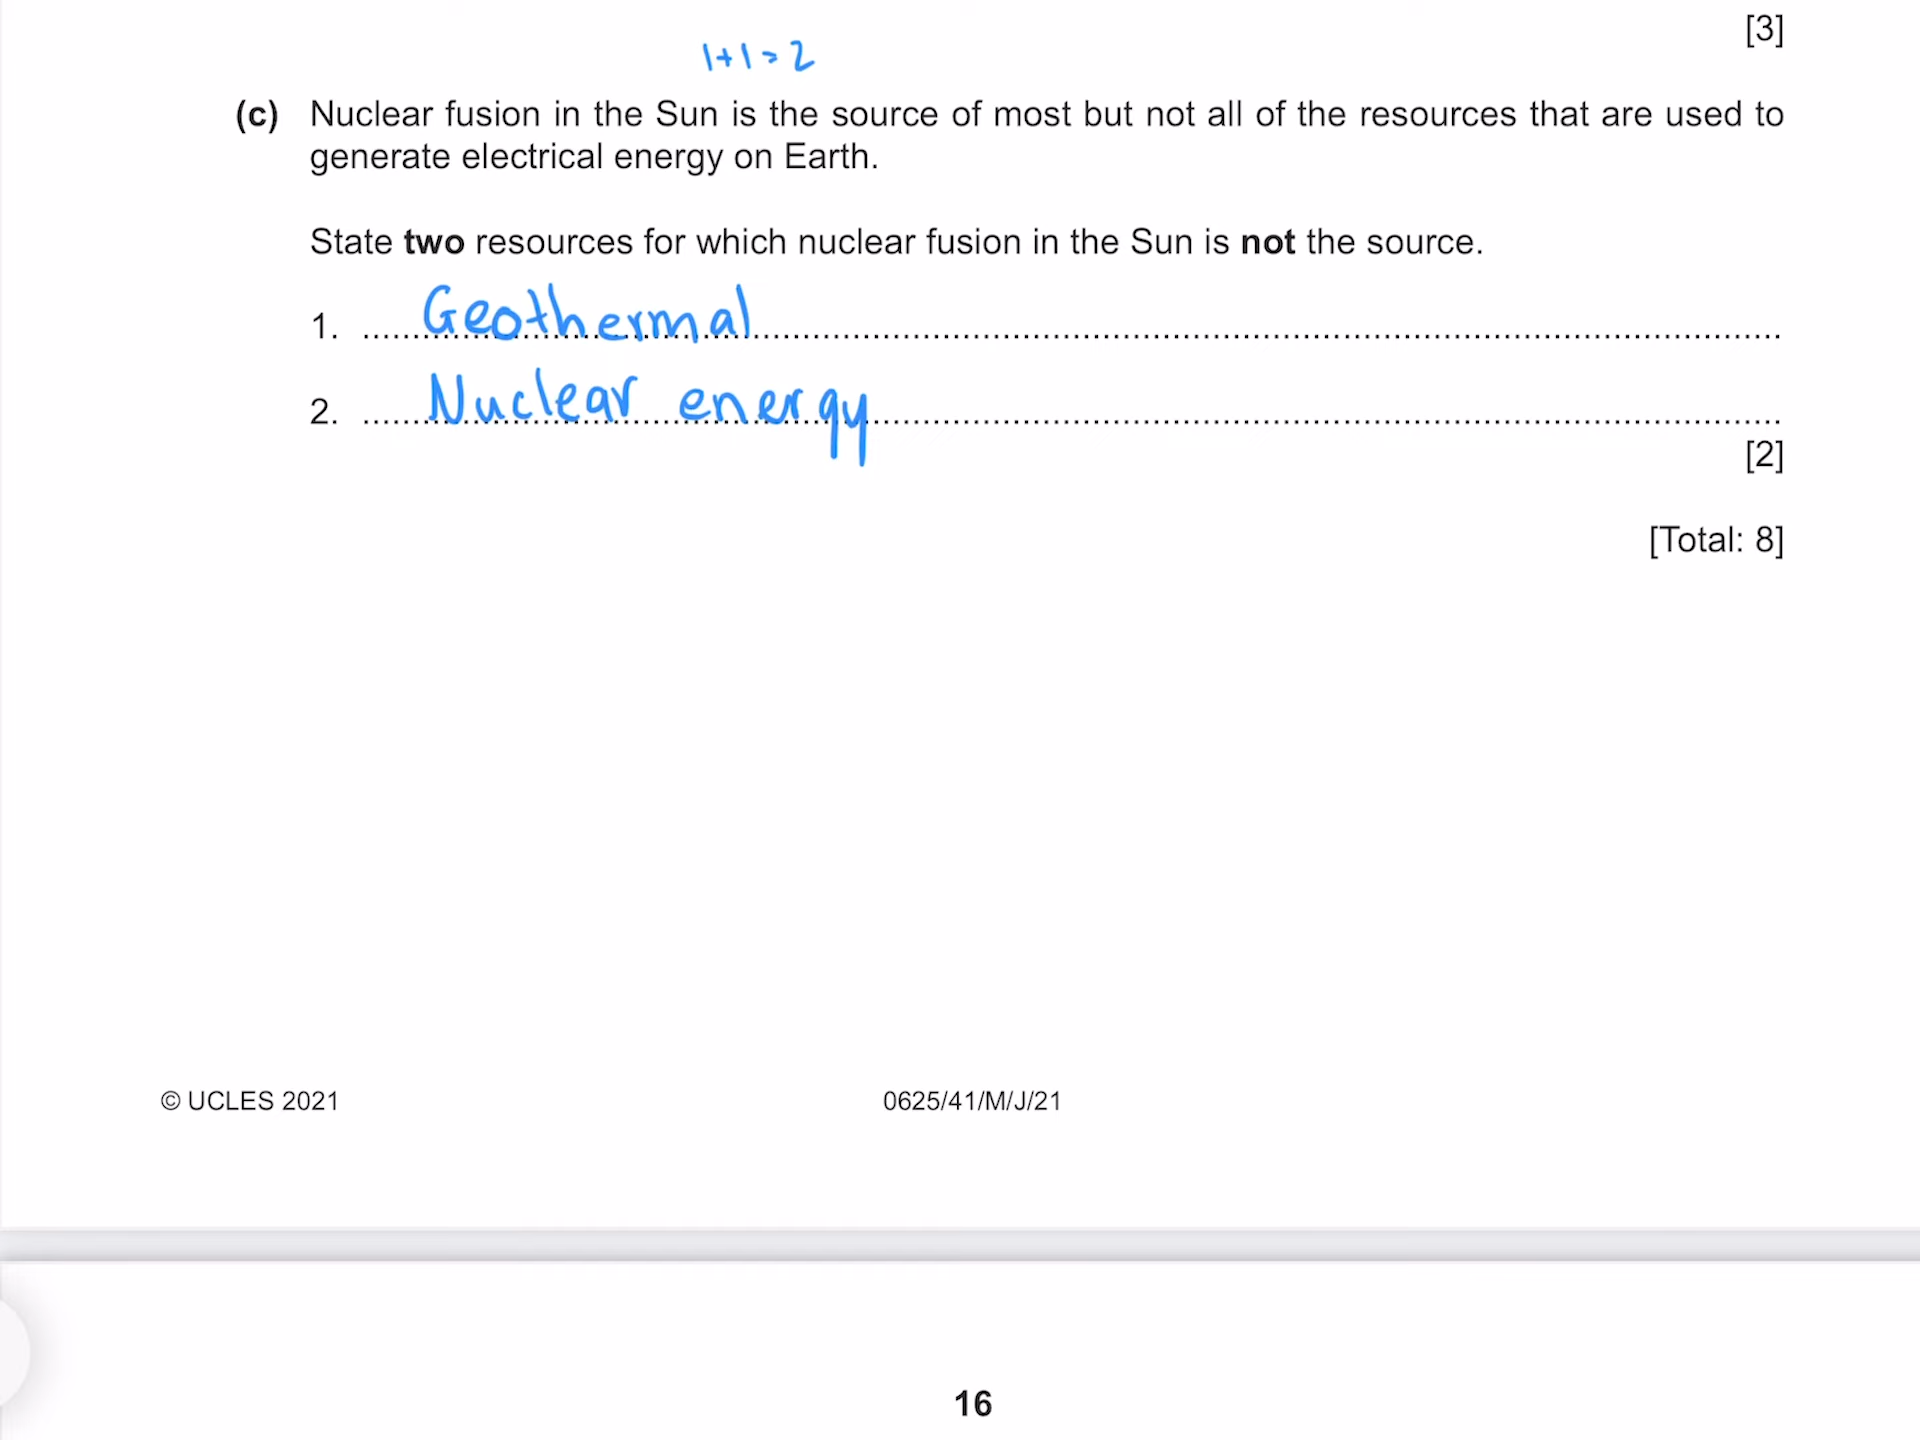 [3]
1+1=2
(c) Nuclear fusion in the Sun is the source of most but not all of the resources that are used to
generate electrical energy on Earth.
State two resources for which nuclear fusion in the Sun is not the source.
1. Geothermal
2. Nuclear energy
[2]
[Total: 8]
© UCLES 2021 0625/41/M/J/21
16